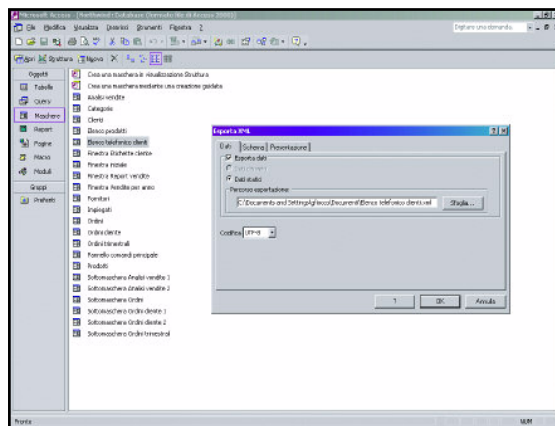 Microsoft Access - [Northwind : Database (formato file di Access 2000)]
File Modifica Visualizza Inserisci Strumenti Finestra ?
Digitare una domanda.
Apri Struttura Nuovo
Oggetti
Tabelle
Query
Maschere
Report
Pagine
Macro
Moduli
Gruppi
Preferiti
Crea una maschera in visualizzazione Struttura
Crea una maschera mediante una creazione guidata
Analisi vendite
Categorie
Clienti
Elenco prodotti
Elenco telefonico clienti
Finestra Etichette cliente
Finestra iniziale
Finestra Report vendite
Finestra Vendite per anno
Fornitori
Impiegati
Ordini
Ordini cliente
Ordini trimestrali
Pannello comandi principale
Prodotti
Sottomaschera Analisi vendite 1
Sottomaschera Analisi vendite 2
Sottomaschera Ordini
Sottomaschera Ordini cliente 1
Sottomaschera Ordini cliente 2
Sottomaschera Ordini trimestrali
Esporta XML
Dati Schema Presentazione
Esporta dati
Dati statici
Percorso esportazione:
Sfoglia...
Codifica: UTF-8
? OK Annulla
Pronto
NUM